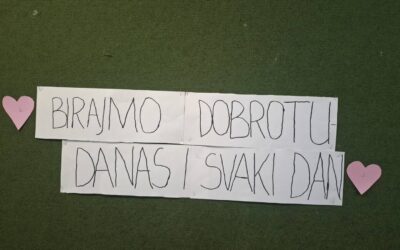 BIRAJMO DOBROTU-
DANAS I SVAKI DAN